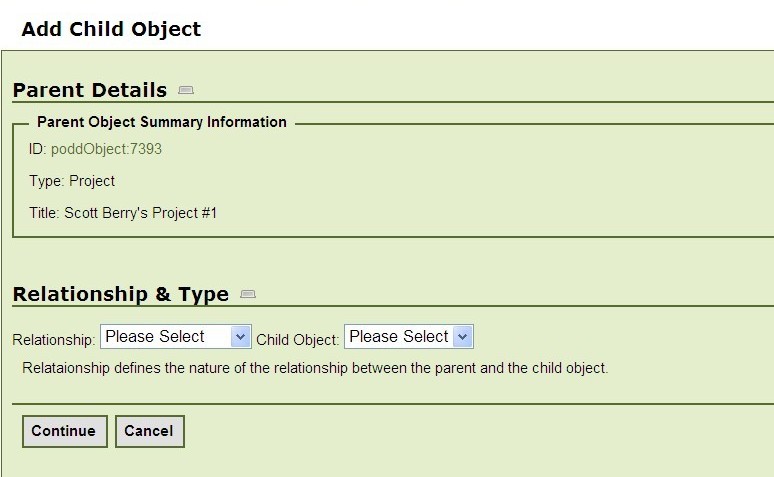 Add Child Object
Parent Details
Parent Object Summary Information
ID: poddObject:7393
Type: Project
Title: Scott Berry's Project #1
Relationship & Type
Relationship: Please Select Child Object: Please Select
Relataionship defines the nature of the relationship between the parent and the child object.
Continue Cancel